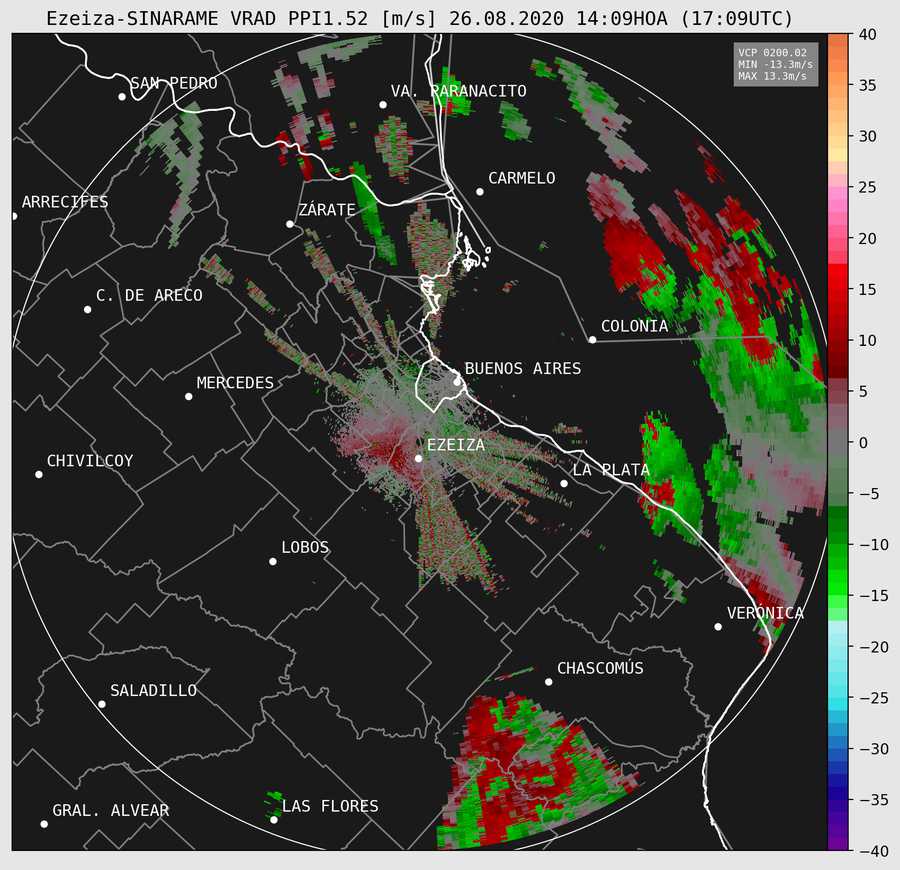 Ezeiza-SINARAME VRAD PPI1.52 [m/s] 26.08.2020 14:09HOA (17:09UTC)
VCP 0200.02
MIN -13.3m/s
MAX 13.3m/s
SAN PEDRO
VA. PARANACITO
CARMELO
ARRECIFES
ZÁRATE
C. DE ARECO
COLONIA
BUENOS AIRES
MERCEDES
EZEIZA
CHIVILCOY
LA PLATA
LOBOS
VERÓNICA
CHASCOMÚS
SALADILLO
LAS FLORES
GRAL. ALVEAR
40
35
30
25
20
15
10
5
0
−5
−10
−15
−20
−25
−30
−35
−40